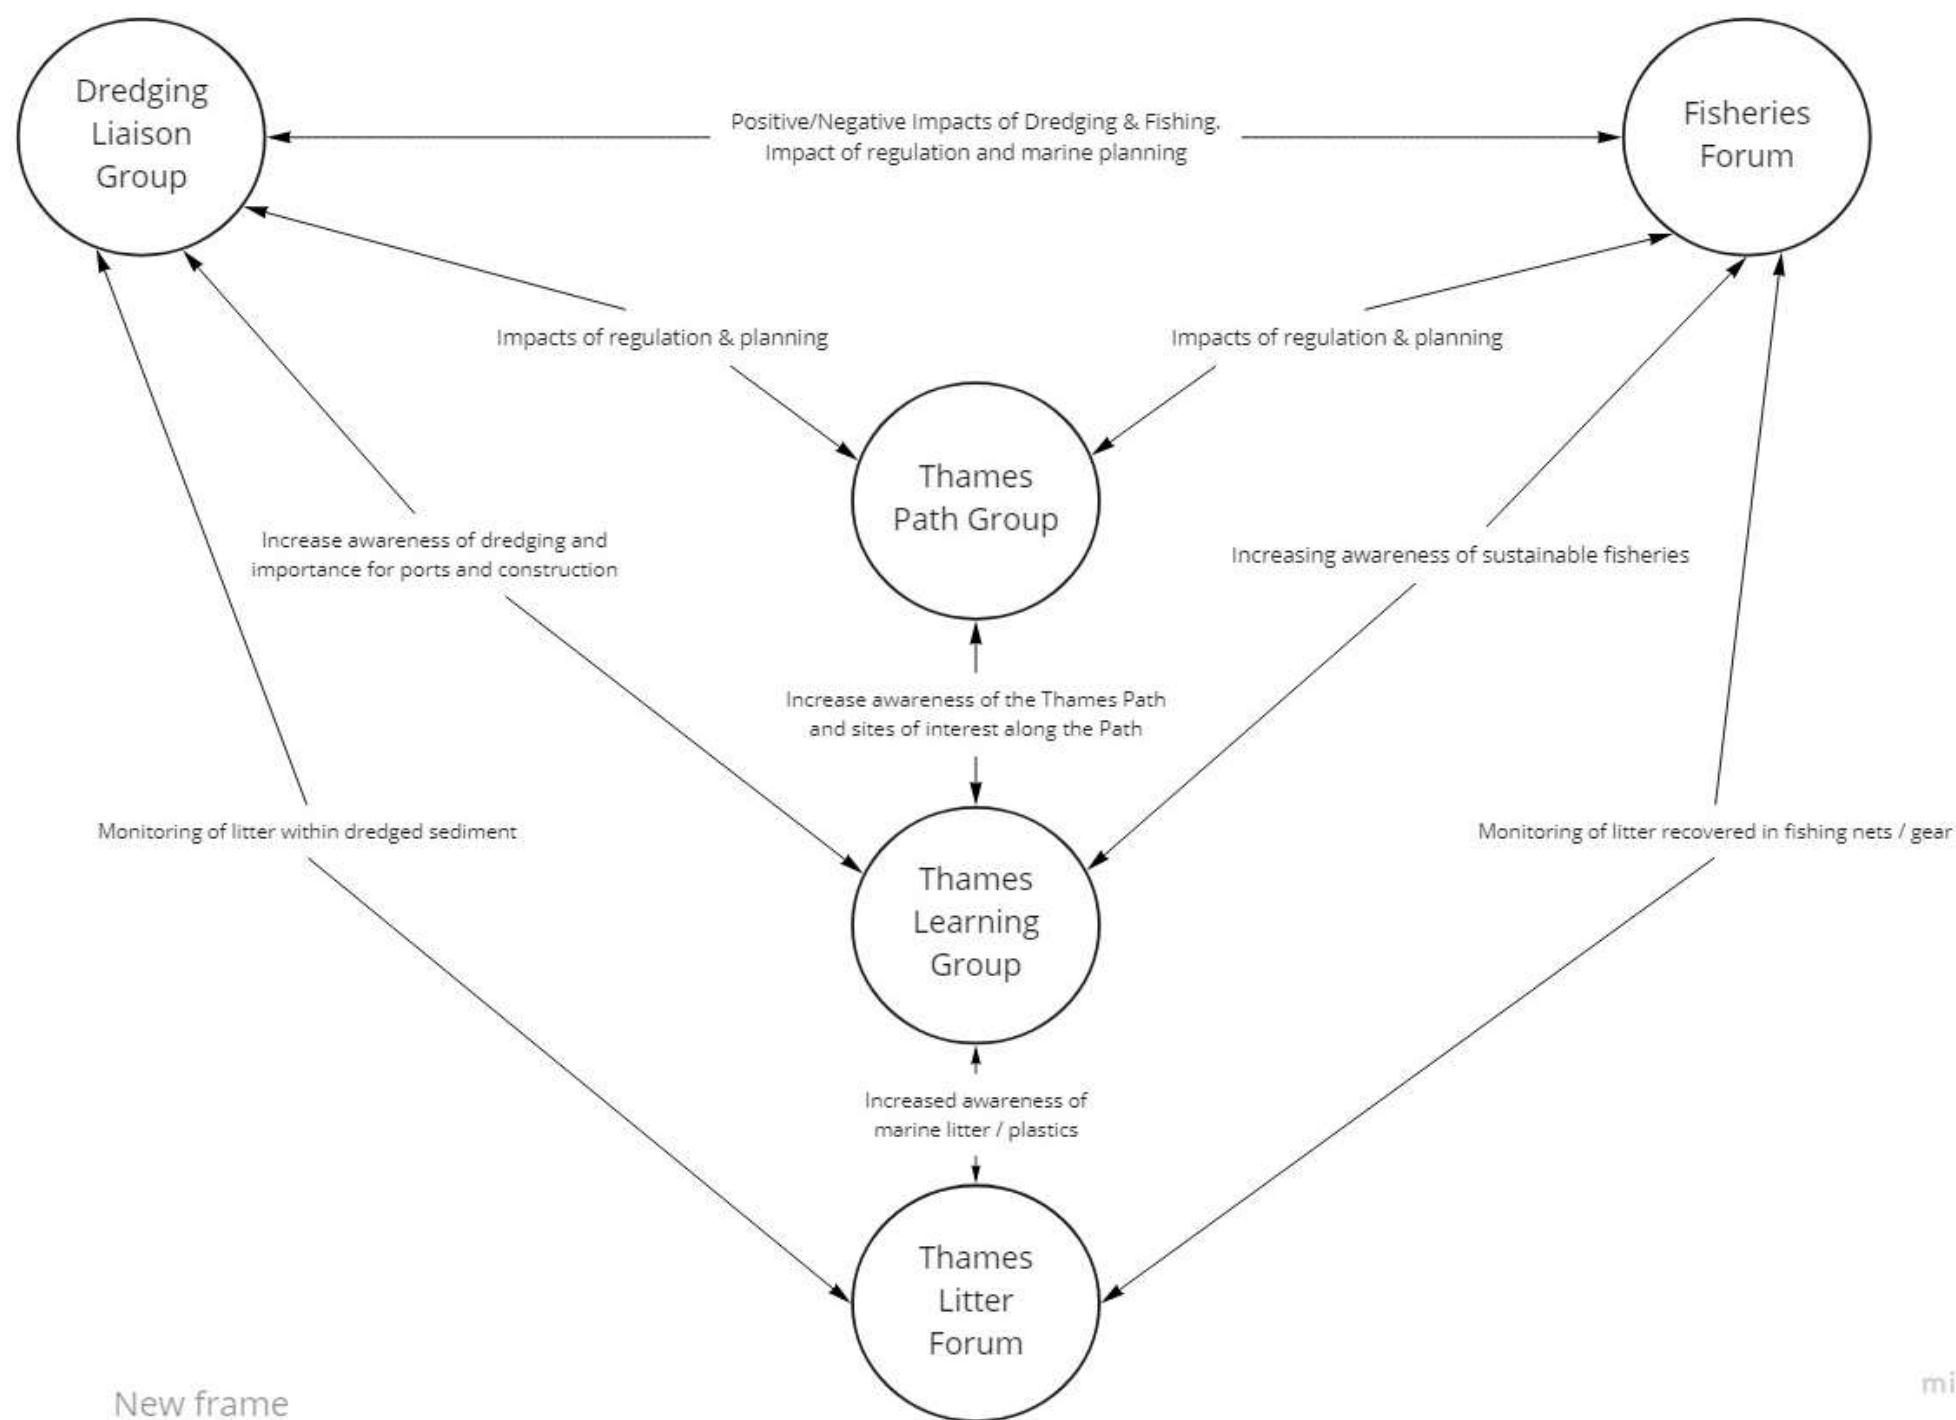 Dredging
Liaison
Group
Positive/Negative Impacts of Dredging & Fishing.
Impact of regulation and marine planning
Fisheries
Forum
Impacts of regulation & planning
Impacts of regulation & planning
Thames
Path Group
Increase awareness of dredging and
importance for ports and construction
Increasing awareness of sustainable fisheries
Increase awareness of the Thames Path
and sites of interest along the Path
Monitoring of litter within dredged sediment
Monitoring of litter recovered in fishing nets / gear
Thames
Learning
Group
Increased awareness of
marine litter / plastics
Thames
Litter
Forum
New frame
mi